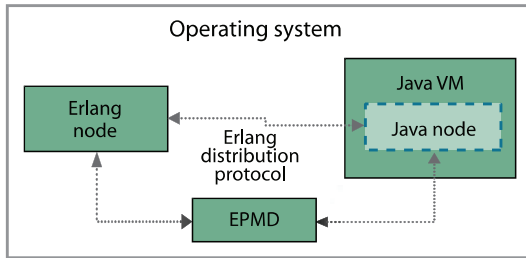 Operating system
Erlang
node
Java VM
Java node
Erlang
distribution
protocol
EPMD